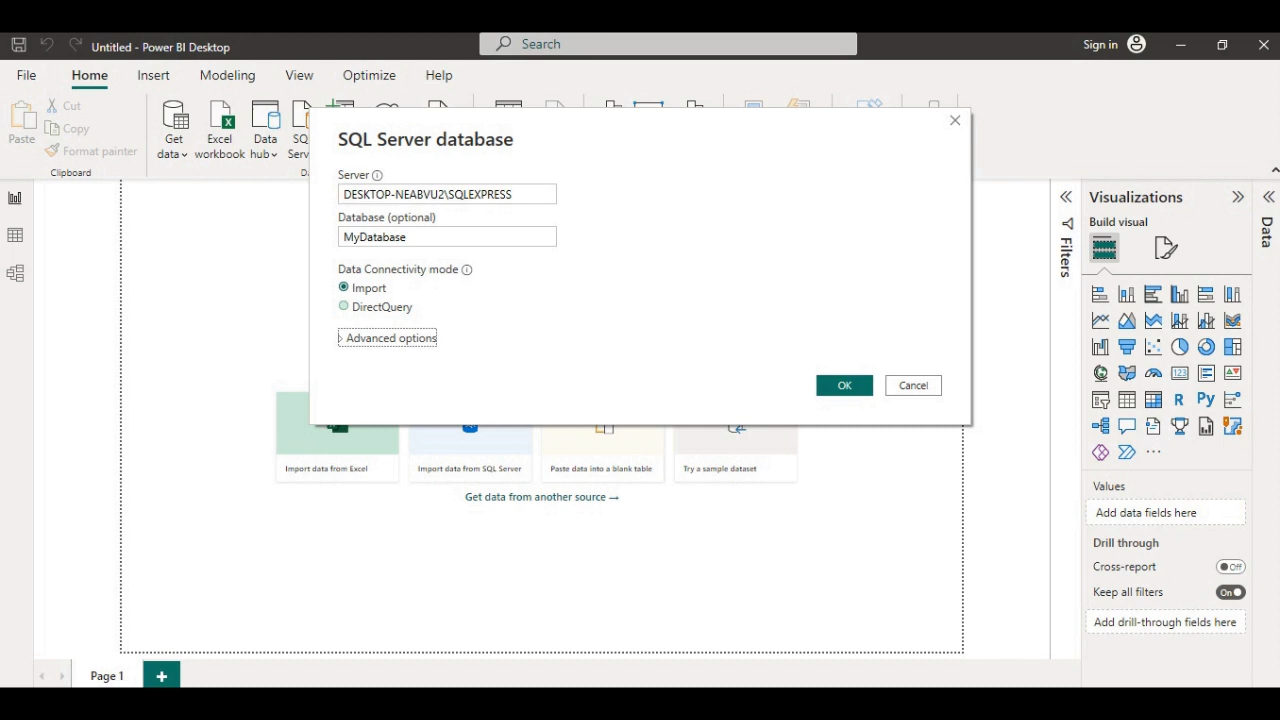 Untitled - Power BI Desktop
Search
Sign in
File Home Insert Modeling View Optimize Help
Paste
Cut
Copy
Format painter
Clipboard
Get data
Excel workbook
Data hub
SQL Server database
Server
DESKTOP-NEABVU2\SQLEXPRESS
Database (optional)
MyDatabase
Data Connectivity mode
Import
DirectQuery
Advanced options
OK Cancel
Import data from Excel
Import data from SQL Server
Paste data into a blank table
Try a sample dataset
Get data from another source →
Filters
Visualizations
Build visual
123
R
Py
Values
Add data fields here
Drill through
Cross-report
Off
Keep all filters
On
Add drill-through fields here
Data
Page 1